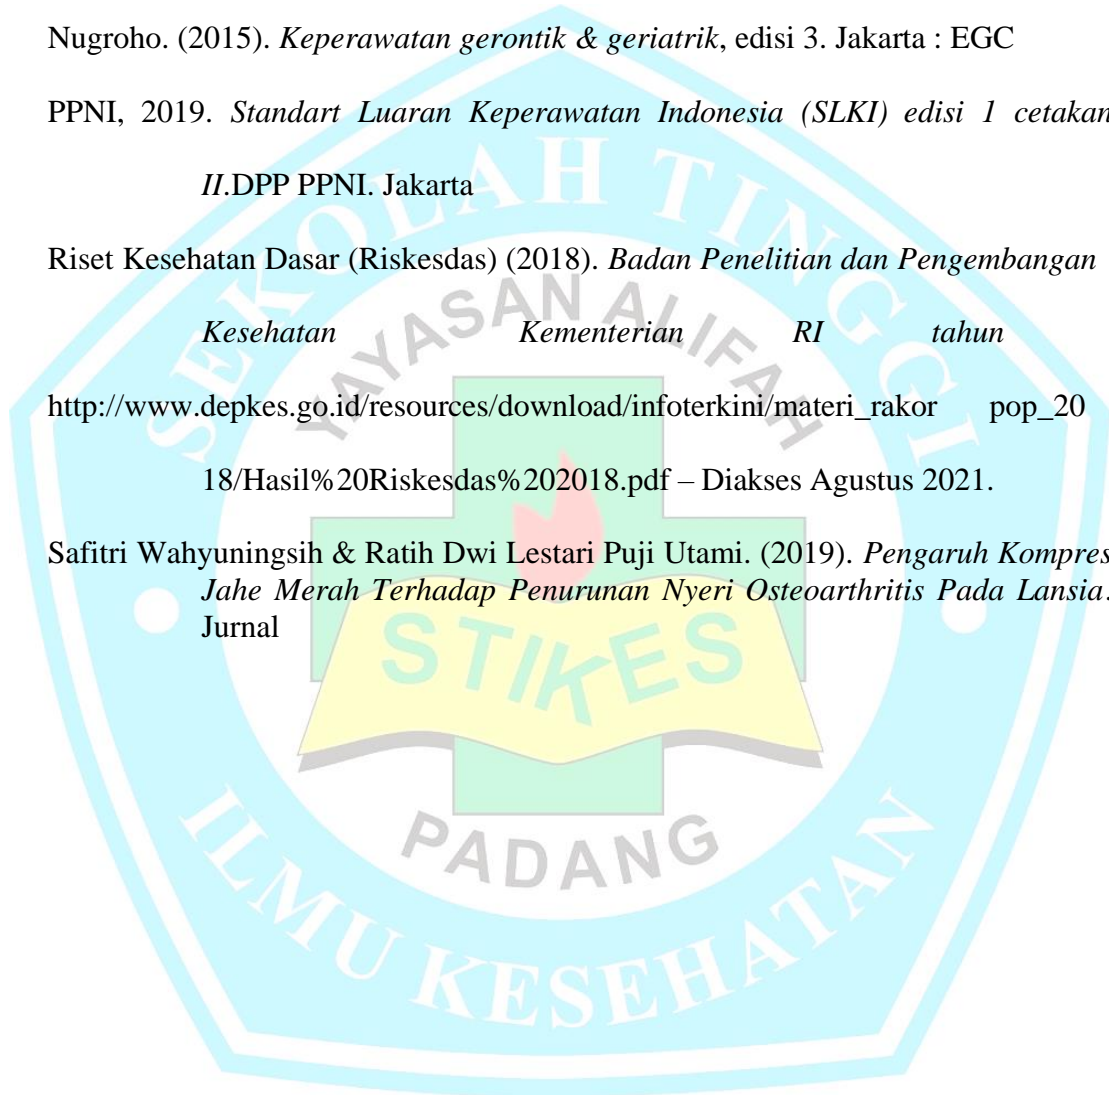 Nugroho. (2015). Keperawatan gerontik & geriatrik, edisi 3. Jakarta : EGC
PPNI, 2019. Standart Luaran Keperawatan Indonesia (SLKI) edisi 1 cetakan
II.DPP PPNI. Jakarta
Riset Kesehatan Dasar (Riskesdas) (2018). Badan Penelitian dan Pengembangan
Kesehatan Kementerian RI tahun
http://www.depkes.go.id/resources/download/infoterkini/materi_rakor pop_20
18/Hasil%20Riskesdas%202018.pdf – Diakses Agustus 2021.
Safitri Wahyuningsih & Ratih Dwi Lestari Puji Utami. (2019). Pengaruh Kompres
Jahe Merah Terhadap Penurunan Nyeri Osteoarthritis Pada Lansia.
Jurnal
SEKOLAH TINGGI
YAYASAN ALIFAH
STIKES
PADANG
ILMU KESEHATAN